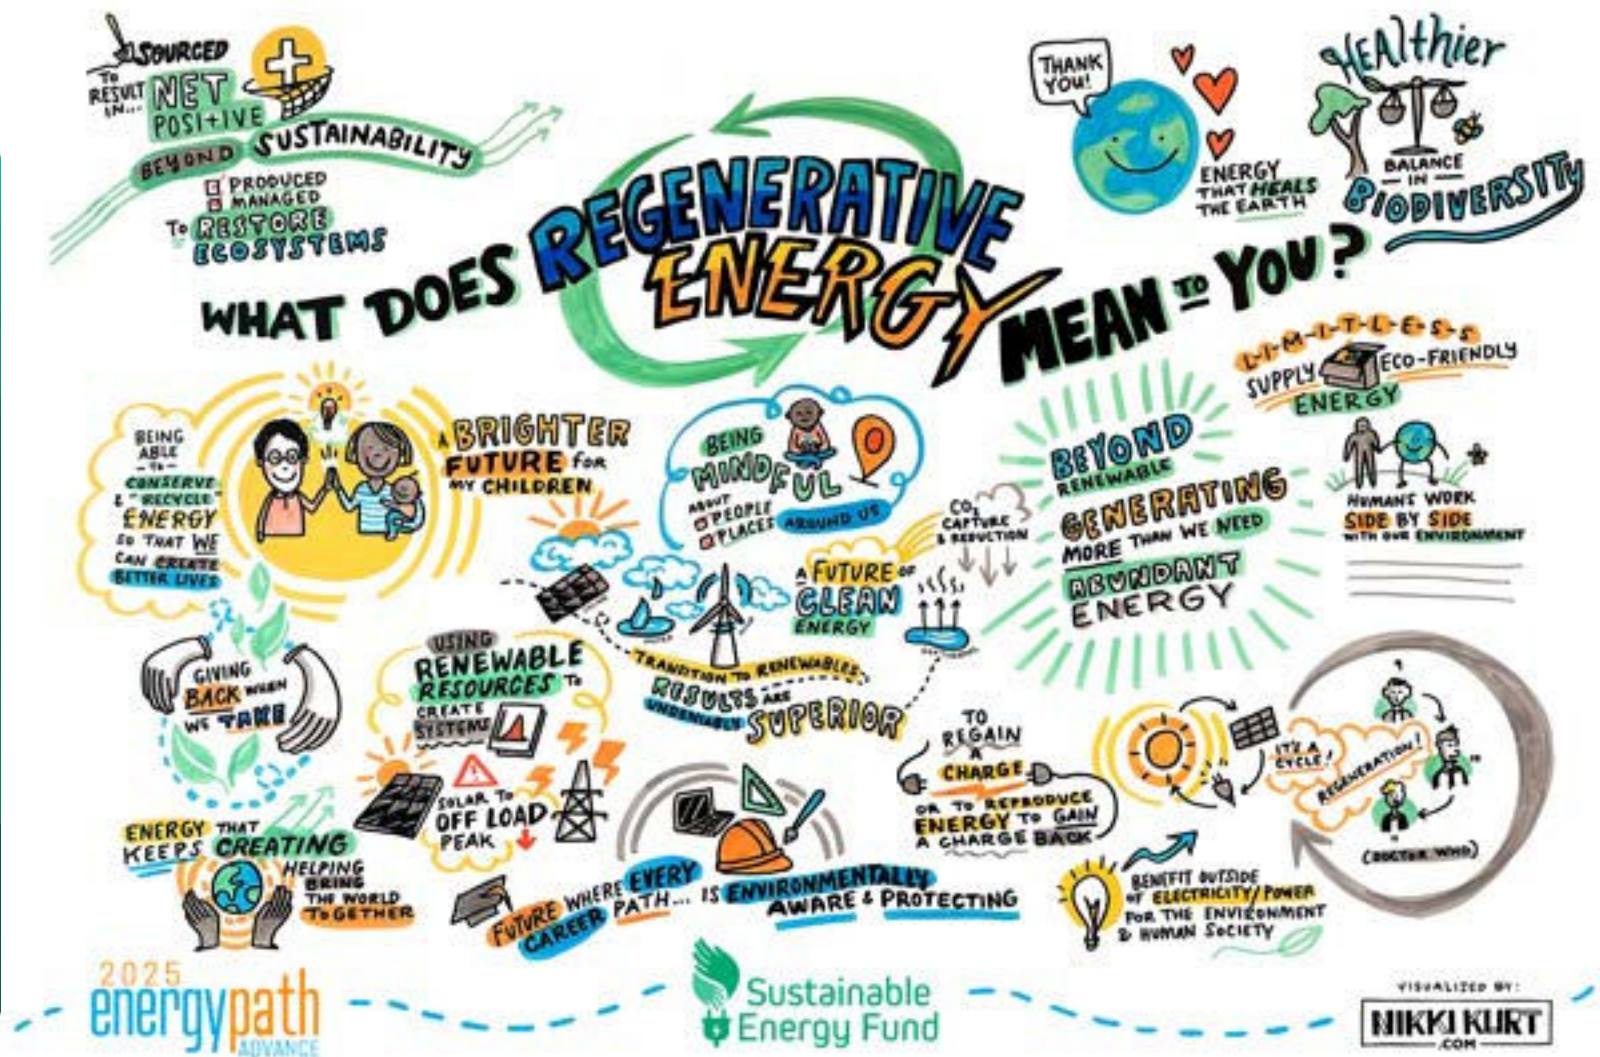 SOURCED
TO RESULT IN...
NET
POSI+IVE
BEYOND SUSTAINABILITY
PRODUCED
MANAGED
TO RESTORE
ECOSYSTEMS
THANK
YOU!
ENERGY
THAT HEALS
THE EARTH
HEALthier
BALANCE
IN
BIODIVERSITY
WHAT DOES REGENERATIVE
ENERGY
MEAN TO YOU?
L-I-M-I-T-L-E-S-S
SUPPLY ECO-FRIENDLY
ENERGY
HUMANS WORK
SIDE BY SIDE
WITH OUR ENVIRONMENT
BEING
ABLE
-TO-
CONSERVE
& "RECYCLE"
ENERGY
SO THAT WE
CAN CREATE
BETTER LIVES
A BRIGHTER
FUTURE FOR
MY CHILDREN
BEING
MINDFUL
ABOUT
PEOPLE
PLACES
AROUND US
CO2
CAPTURE
& REDUCTION
A FUTURE OF
CLEAN
ENERGY
BEYOND
RENEWABLE
GENERATING
MORE THAN WE NEED
ABUNDANT
ENERGY
GIVING
BACK WHEN
WE TAKE
USING
RENEWABLE
RESOURCES TO
CREATE
SYSTEMS
SOLAR TO
OFF LOAD
PEAK
TRANSITION TO RENEWABLES
RESULTS ARE
UNDENIABLY SUPERIOR
TO
REGAIN
A
CHARGE
OR TO REPRODUCE
ENERGY TO GAIN
A CHARGE BACK
IT'S A
CYCLE!
REGENERATION!
(DOCTOR WHO)
ENERGY THAT
KEEPS CREATING
HELPING
BRING
THE WORLD
TOGETHER
FUTURE WHERE EVERY
CAREER PATH... IS ENVIRONMENTALLY
AWARE & PROTECTING
BENEFIT OUTSIDE
OF ELECTRICITY/POWER
FOR THE ENVIRONMENT
& HUMAN SOCIETY
2025
energypath
ADVANCE
Sustainable
Energy Fund
VISUALIZED BY:
NIKKI KURT
.COM